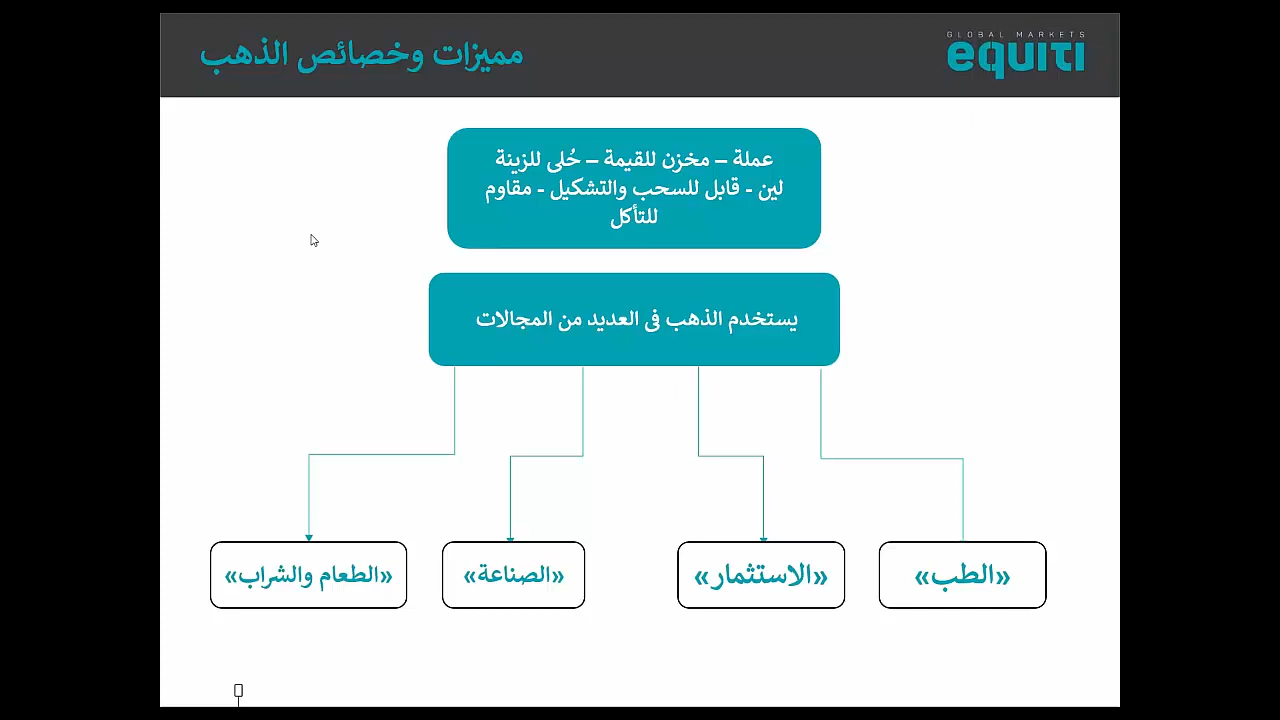 مميزات وخصائص الذهب
GLOBAL MARKETS
equiti
عملة – مخزن للقيمة – حُلى للزينة
لين - قابل للسحب والتشكيل - مقاوم
للتأكل
يستخدم الذهب فى العديد من المجالات
«الطب»
«الاستثمار»
«الصناعة»
«الطعام والشراب»